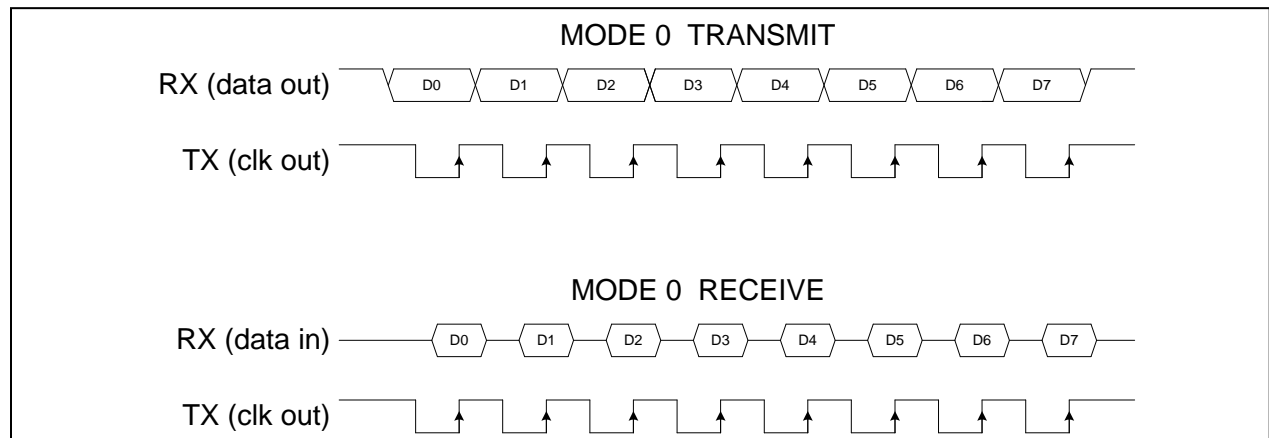 MODE 0 TRANSMIT
RX (data out) D0 D1 D2 D3 D4 D5 D6 D7
TX (clk out)
MODE 0 RECEIVE
RX (data in) D0 D1 D2 D3 D4 D5 D6 D7
TX (clk out)